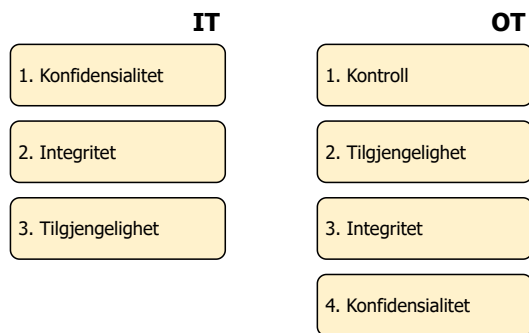 IT
1. Konfidensialitet
2. Integritet
3. Tilgjengelighet
OT
1. Kontroll
2. Tilgjengelighet
3. Integritet
4. Konfidensialitet